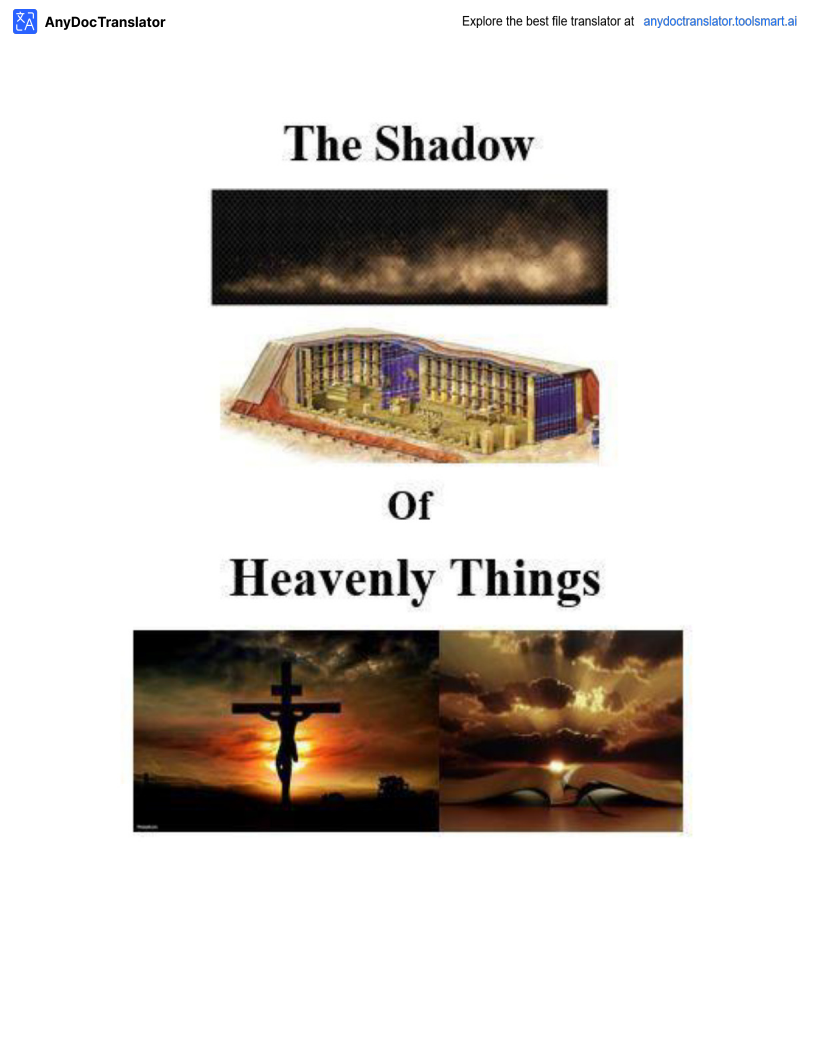 AnyDocTranslator
Explore the best file translator at anydoctranslator.toolsmart.ai
The Shadow
Of
Heavenly Things